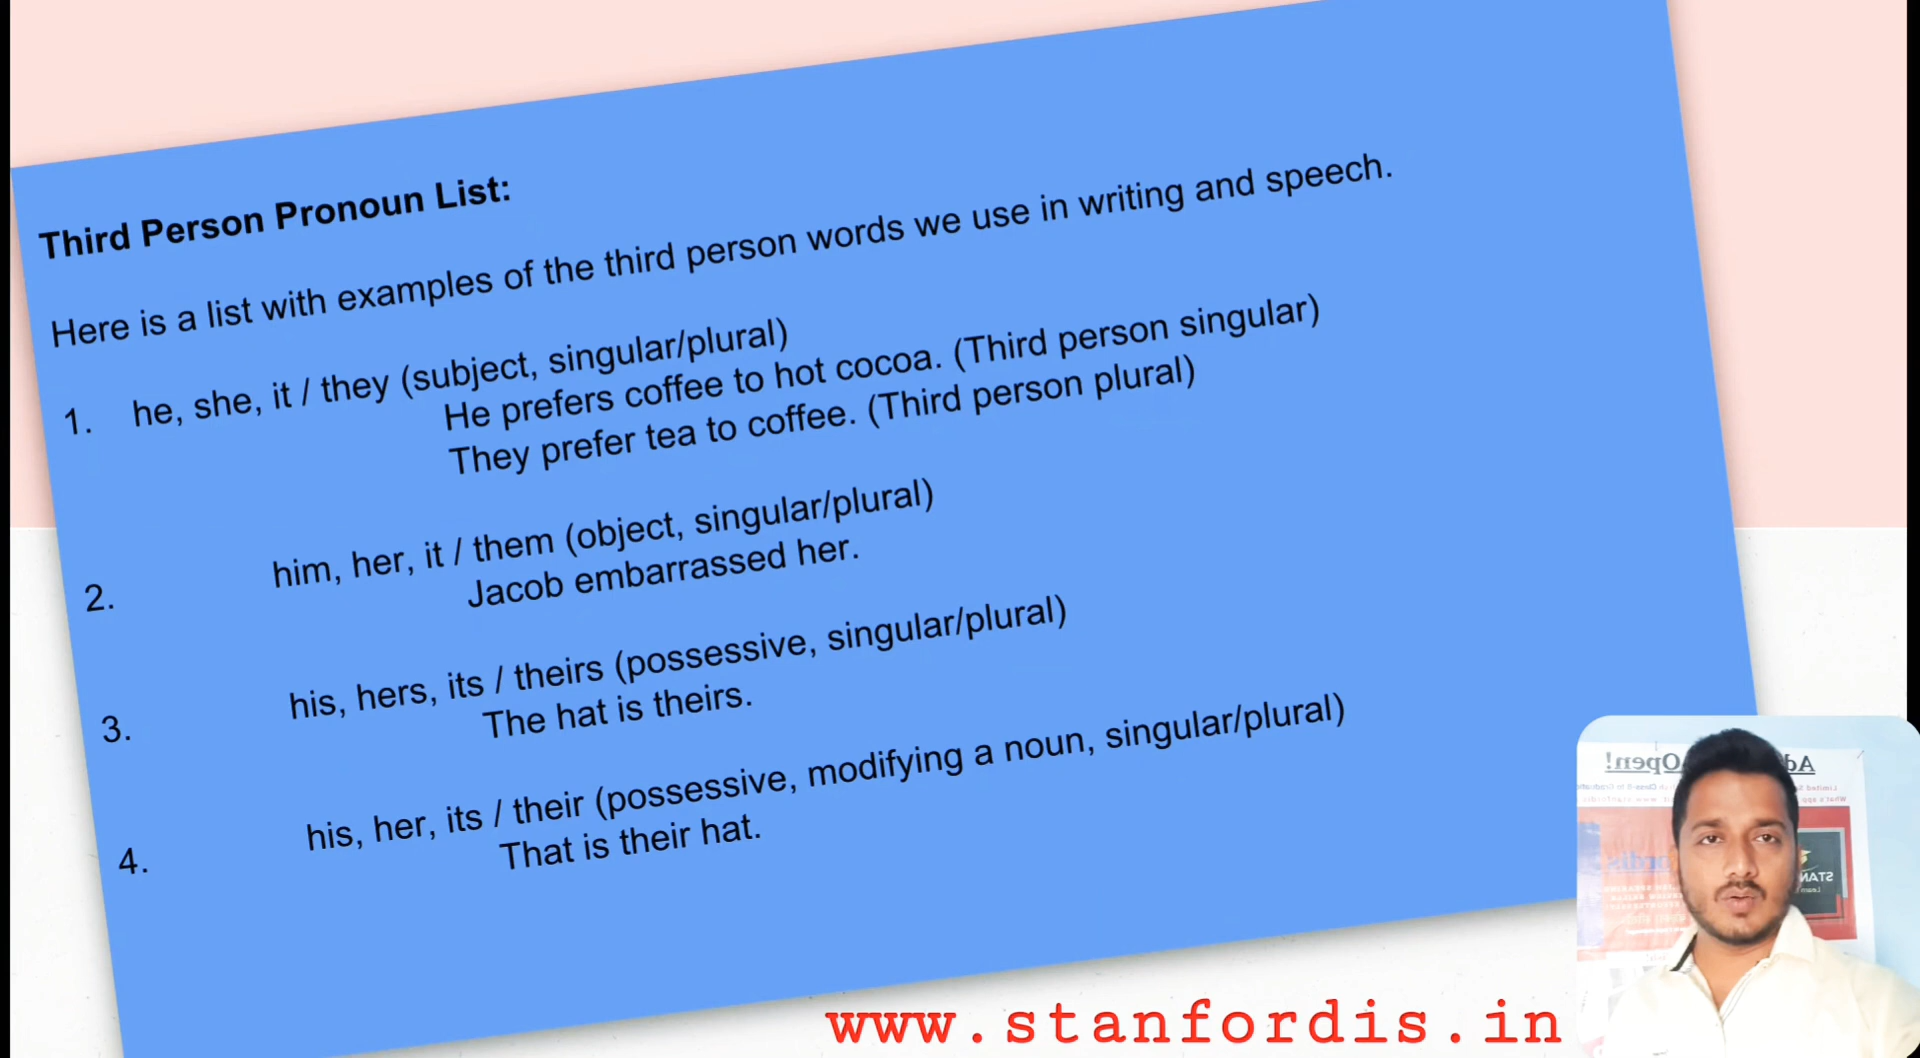 Third Person Pronoun List:
Here is a list with examples of the third person words we use in writing and speech.
1. he, she, it / they (subject, singular/plural)
He prefers coffee to hot cocoa. (Third person singular)
They prefer tea to coffee. (Third person plural)
2. him, her, it / them (object, singular/plural)
Jacob embarrassed her.
3. his, hers, its / theirs (possessive, singular/plural)
The hat is theirs.
4. his, her, its / their (possessive, modifying a noun, singular/plural)
That is their hat.
Open!
www.stanfordis.in